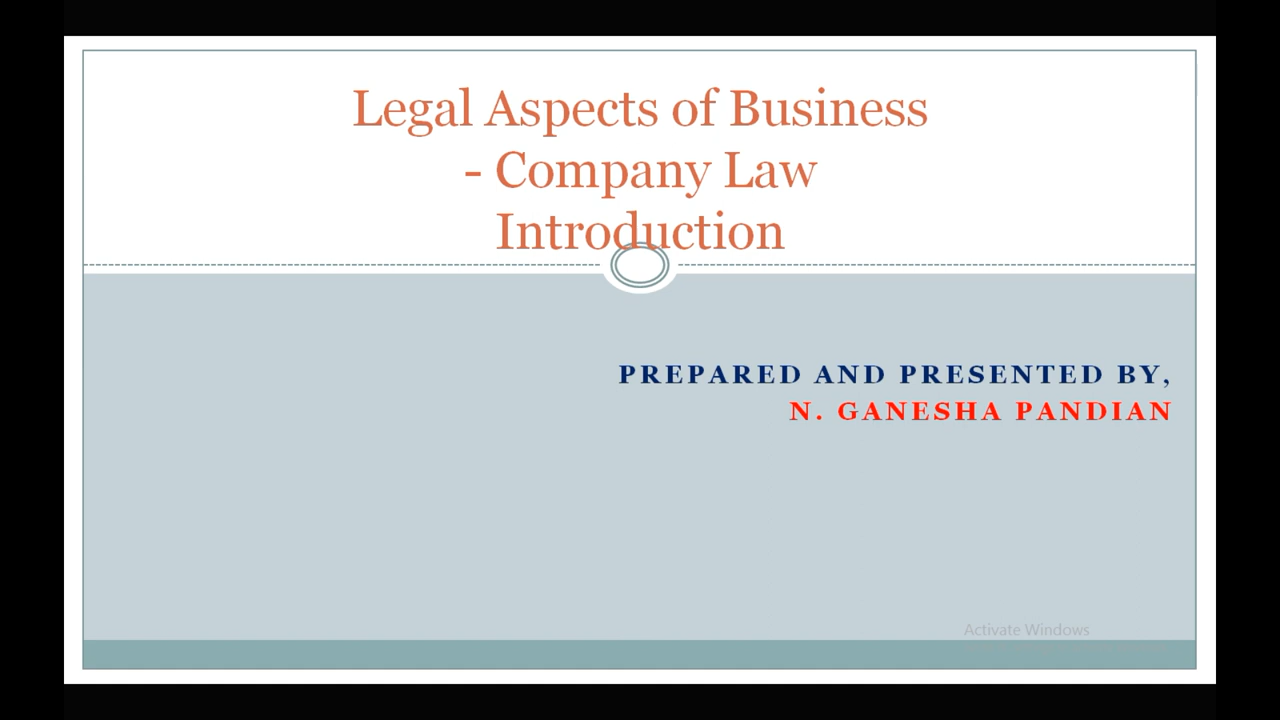 Legal Aspects of Business
- Company Law
Introduction
PREPARED AND PRESENTED BY,
N. GANESHA PANDIAN
Activate Windows